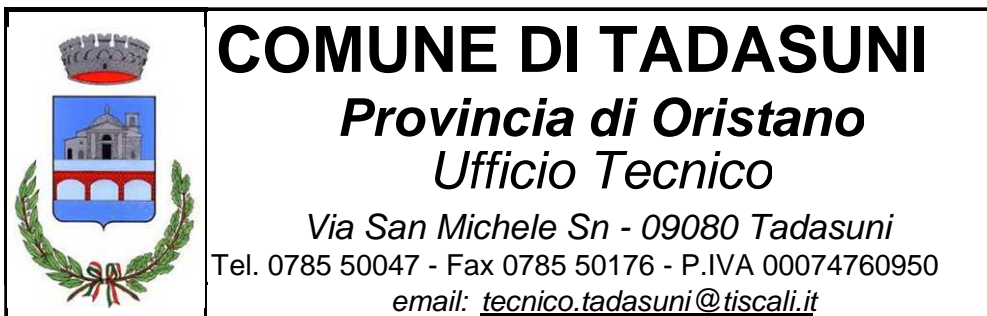 COMUNE DI TADASUNI
Provincia di Oristano
Ufficio Tecnico
Via San Michele Sn - 09080 Tadasuni
Tel. 0785 50047 - Fax 0785 50176 - P.IVA 00074760950
email: tecnico.tadasuni@tiscali.it